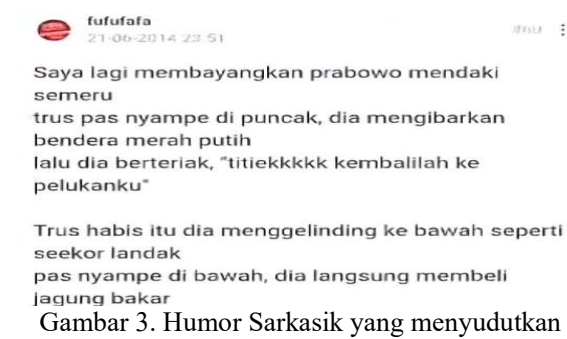 fufufafa
21-06-2014 23:51
Saya lagi membayangkan prabowo mendaki
semeru
trus pas nyampe di puncak, dia mengibarkan
bendera merah putih
lalu dia berteriak, "titiekkkkk kembalilah ke
pelukanku"
Trus habis itu dia menggelinding ke bawah seperti
seekor landak
pas nyampe di bawah, dia langsung membeli
jagung bakar
Gambar 3. Humor Sarkasik yang menyudutkan